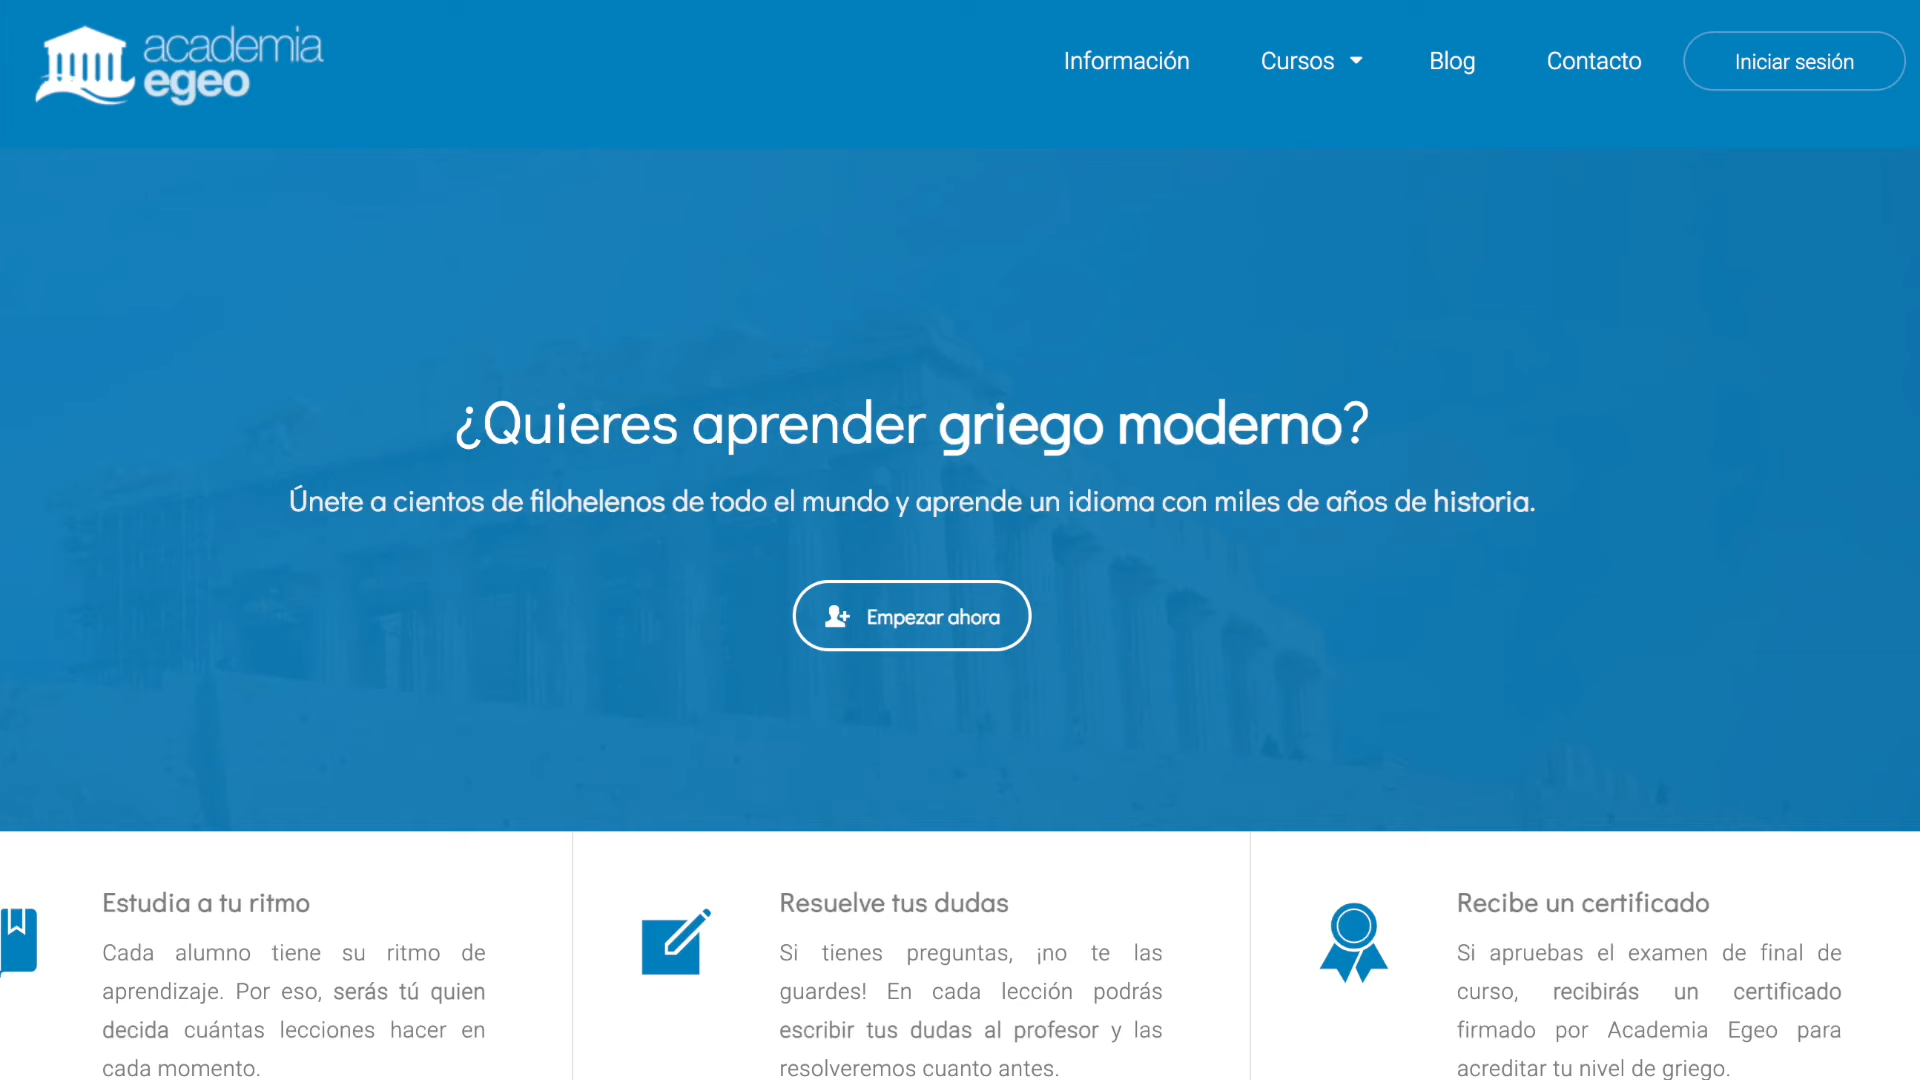 academia
egeo
Información
Cursos
Blog
Contacto
Iniciar sesión
¿Quieres aprender griego moderno?
Únete a cientos de filohelenos de todo el mundo y aprende un idioma con miles de años de historia.
Empezar ahora
Estudia a tu ritmo
Cada alumno tiene su ritmo de
aprendizaje. Por eso, serás tú quien
decida cuántas lecciones hacer en
cada momento.
Resuelve tus dudas
Si tienes preguntas, ¡no te las
guardes! En cada lección podrás
escribir tus dudas al profesor y las
resolveremos cuanto antes.
Recibe un certificado
Si apruebas el examen de final de
curso, recibirás un certificado
firmado por Academia Egeo para
acreditar tu nivel de griego.